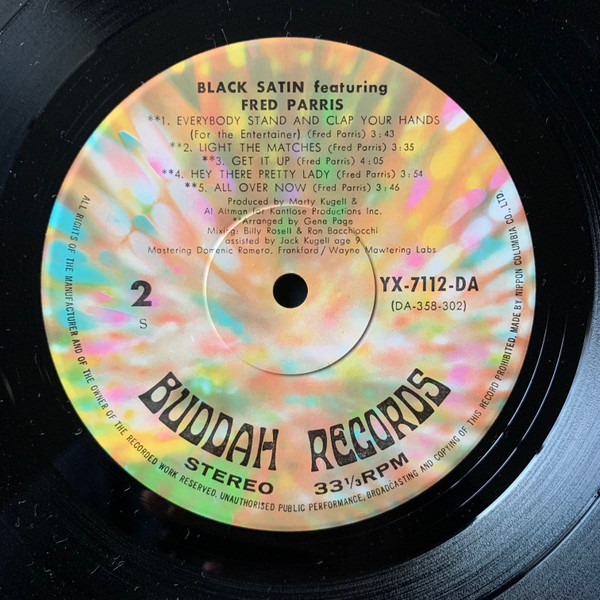 BLACK SATIN featuring
FRED PARRIS
**1. EVERYBODY STAND AND CLAP YOUR HANDS
(For the Entertainer) (Fred Parris) 3:43
**2. LIGHT THE MATCHES (Fred Parris) 3:35
**3. GET IT UP (Fred Parris) 4:05
**4. HEY THERE PRETTY LADY (Fred Parris) 3:54
**5. ALL OVER NOW (Fred Parris) 3:46
Produced by Marty Kugell &
Al Altman for Kantlose Productions Inc.
*Arranged by Gene Page
Mixing: Billy Rosell & Ron Bacchiocchi
assisted by Jack Kugell age 9
Mastering Domenic Romero, Frankford/Wayne Mawtering Labs
2
S
YX-7112-DA
(DA-358-302)
BUDDAH RECORDS
STEREO 33⅓RPM
ALL RIGHTS OF THE MANUFACTURER AND OF THE OWNER OF THE RECORDED WORK RESERVED, UNAUTHORISED PUBLIC PERFORMANCE, BROADCASTING AND COPYING OF THIS RECORD PROHIBITED, MADE BY NIPPON COLUMBIA CO., LTD.